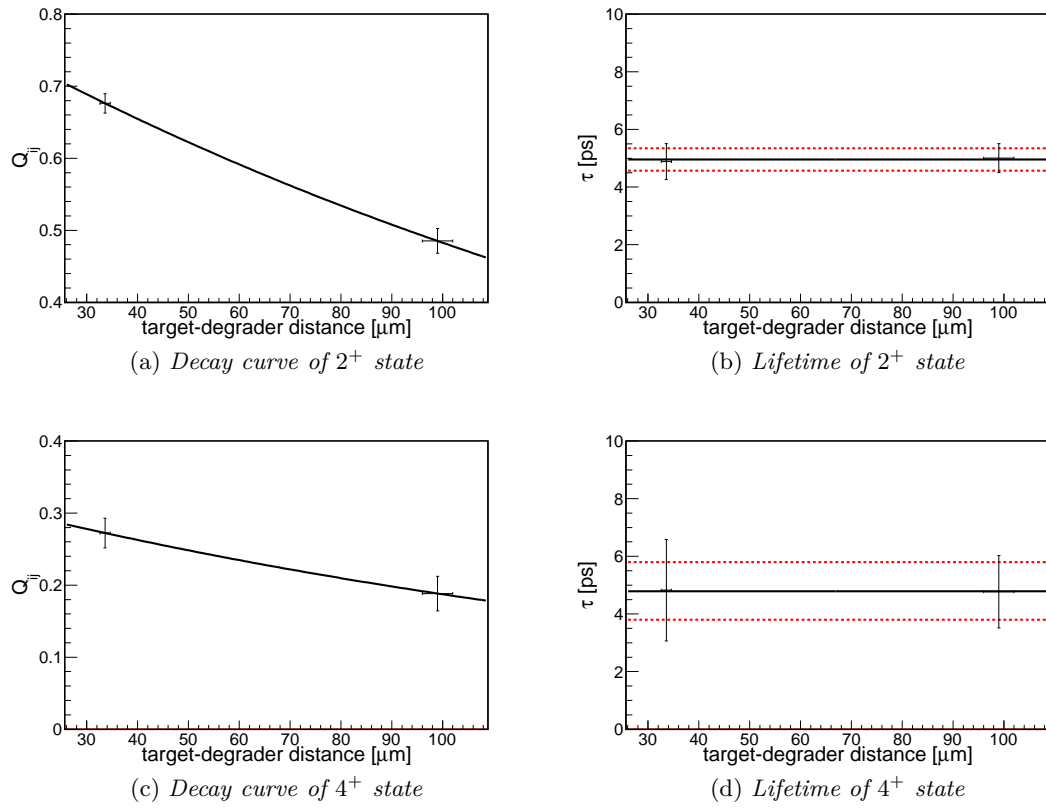 0.8
0.7
0.6
0.5
0.4
Q_ij
30 40 50 60 70 80 90 100
target-degrader distance [μm]
(a) Decay curve of 2⁺ state
10
8
6
4
2
0
τ [ps]
30 40 50 60 70 80 90 100
target-degrader distance [μm]
(b) Lifetime of 2⁺ state
0.4
0.3
0.2
0.1
0
Q_ij
30 40 50 60 70 80 90 100
target-degrader distance [μm]
(c) Decay curve of 4⁺ state
10
8
6
4
2
0
τ [ps]
30 40 50 60 70 80 90 100
target-degrader distance [μm]
(d) Lifetime of 4⁺ state